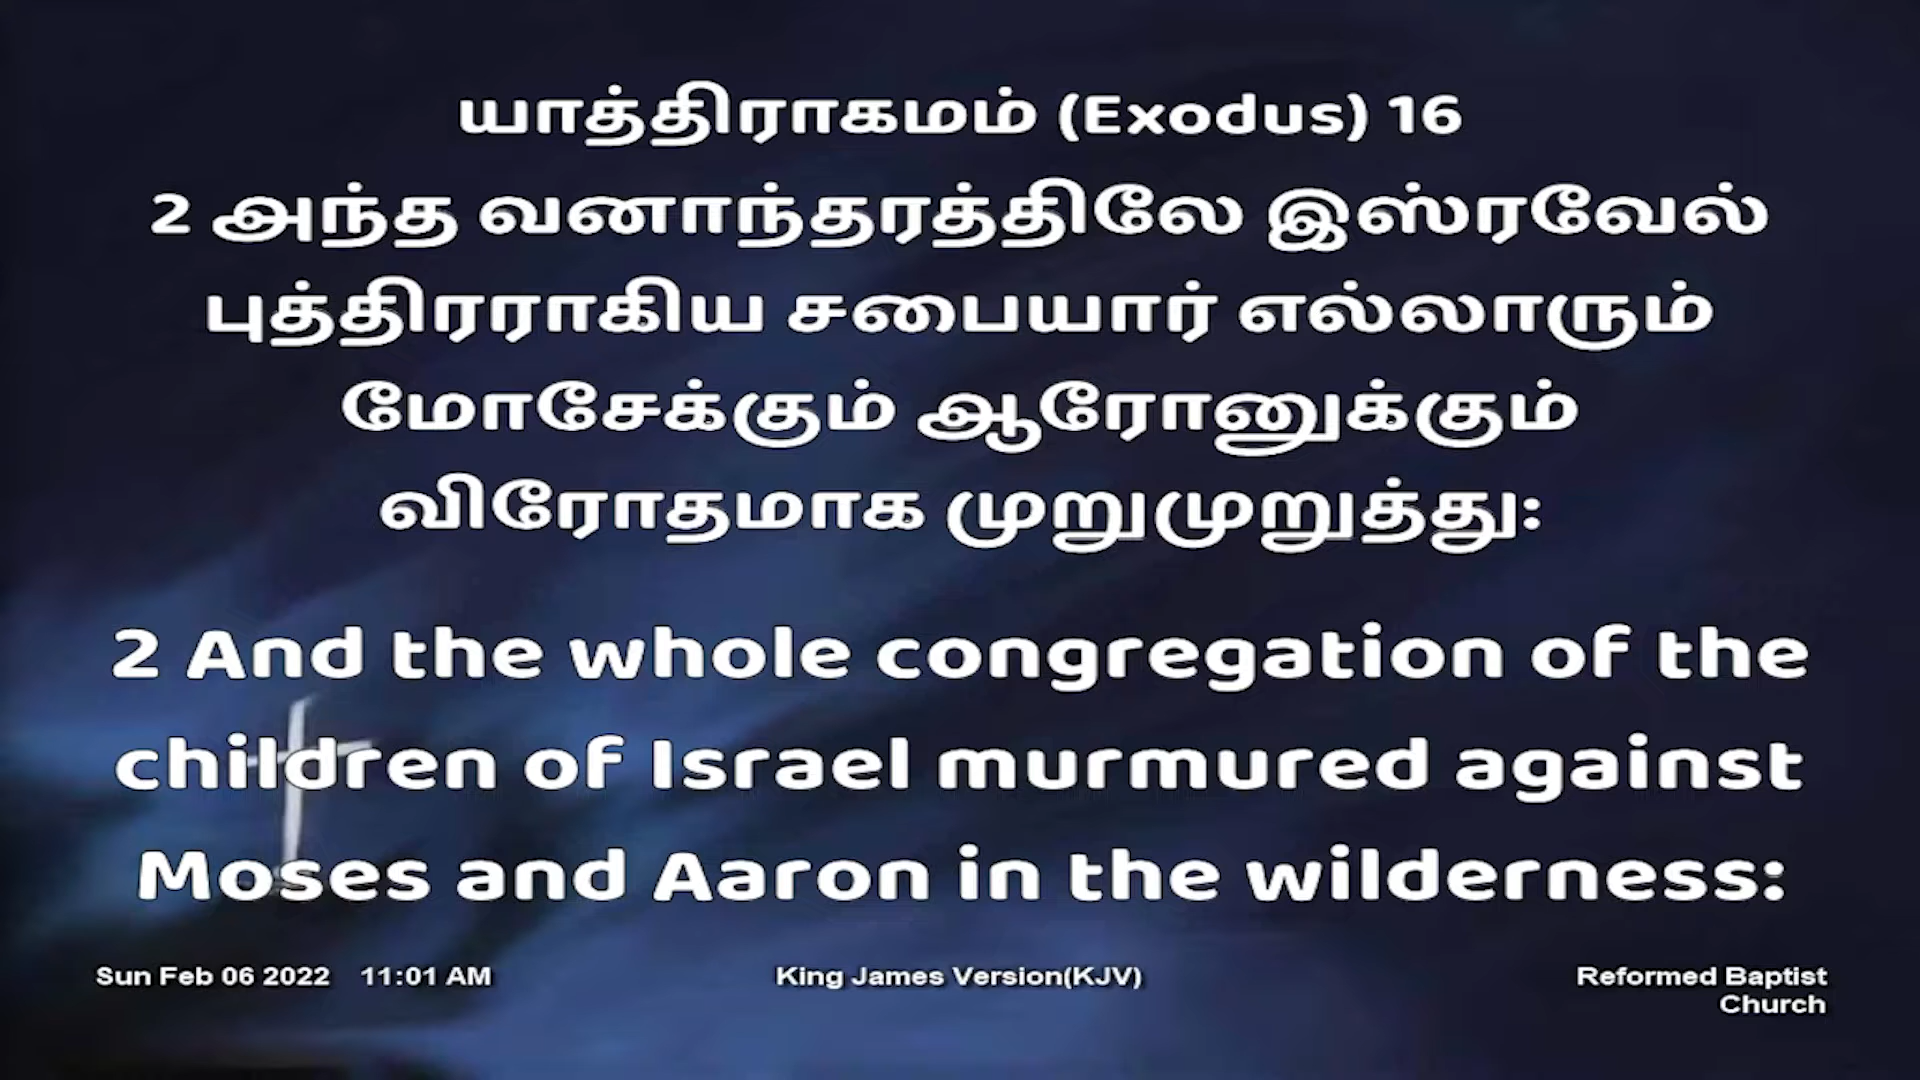 யாத்திராகமம் (Exodus) 16
2 அந்த வனாந்தரத்திலே இஸ்ரவேல்
புத்திரராகிய சபையார் எல்லாரும்
மோசேக்கும் ஆரோனுக்கும்
விரோதமாக முறுமுறுத்து:
2 And the whole congregation of the
children of Israel murmured against
Moses and Aaron in the wilderness:
Sun Feb 06 2022 11:01 AM
King James Version(KJV)
Reformed Baptist
Church